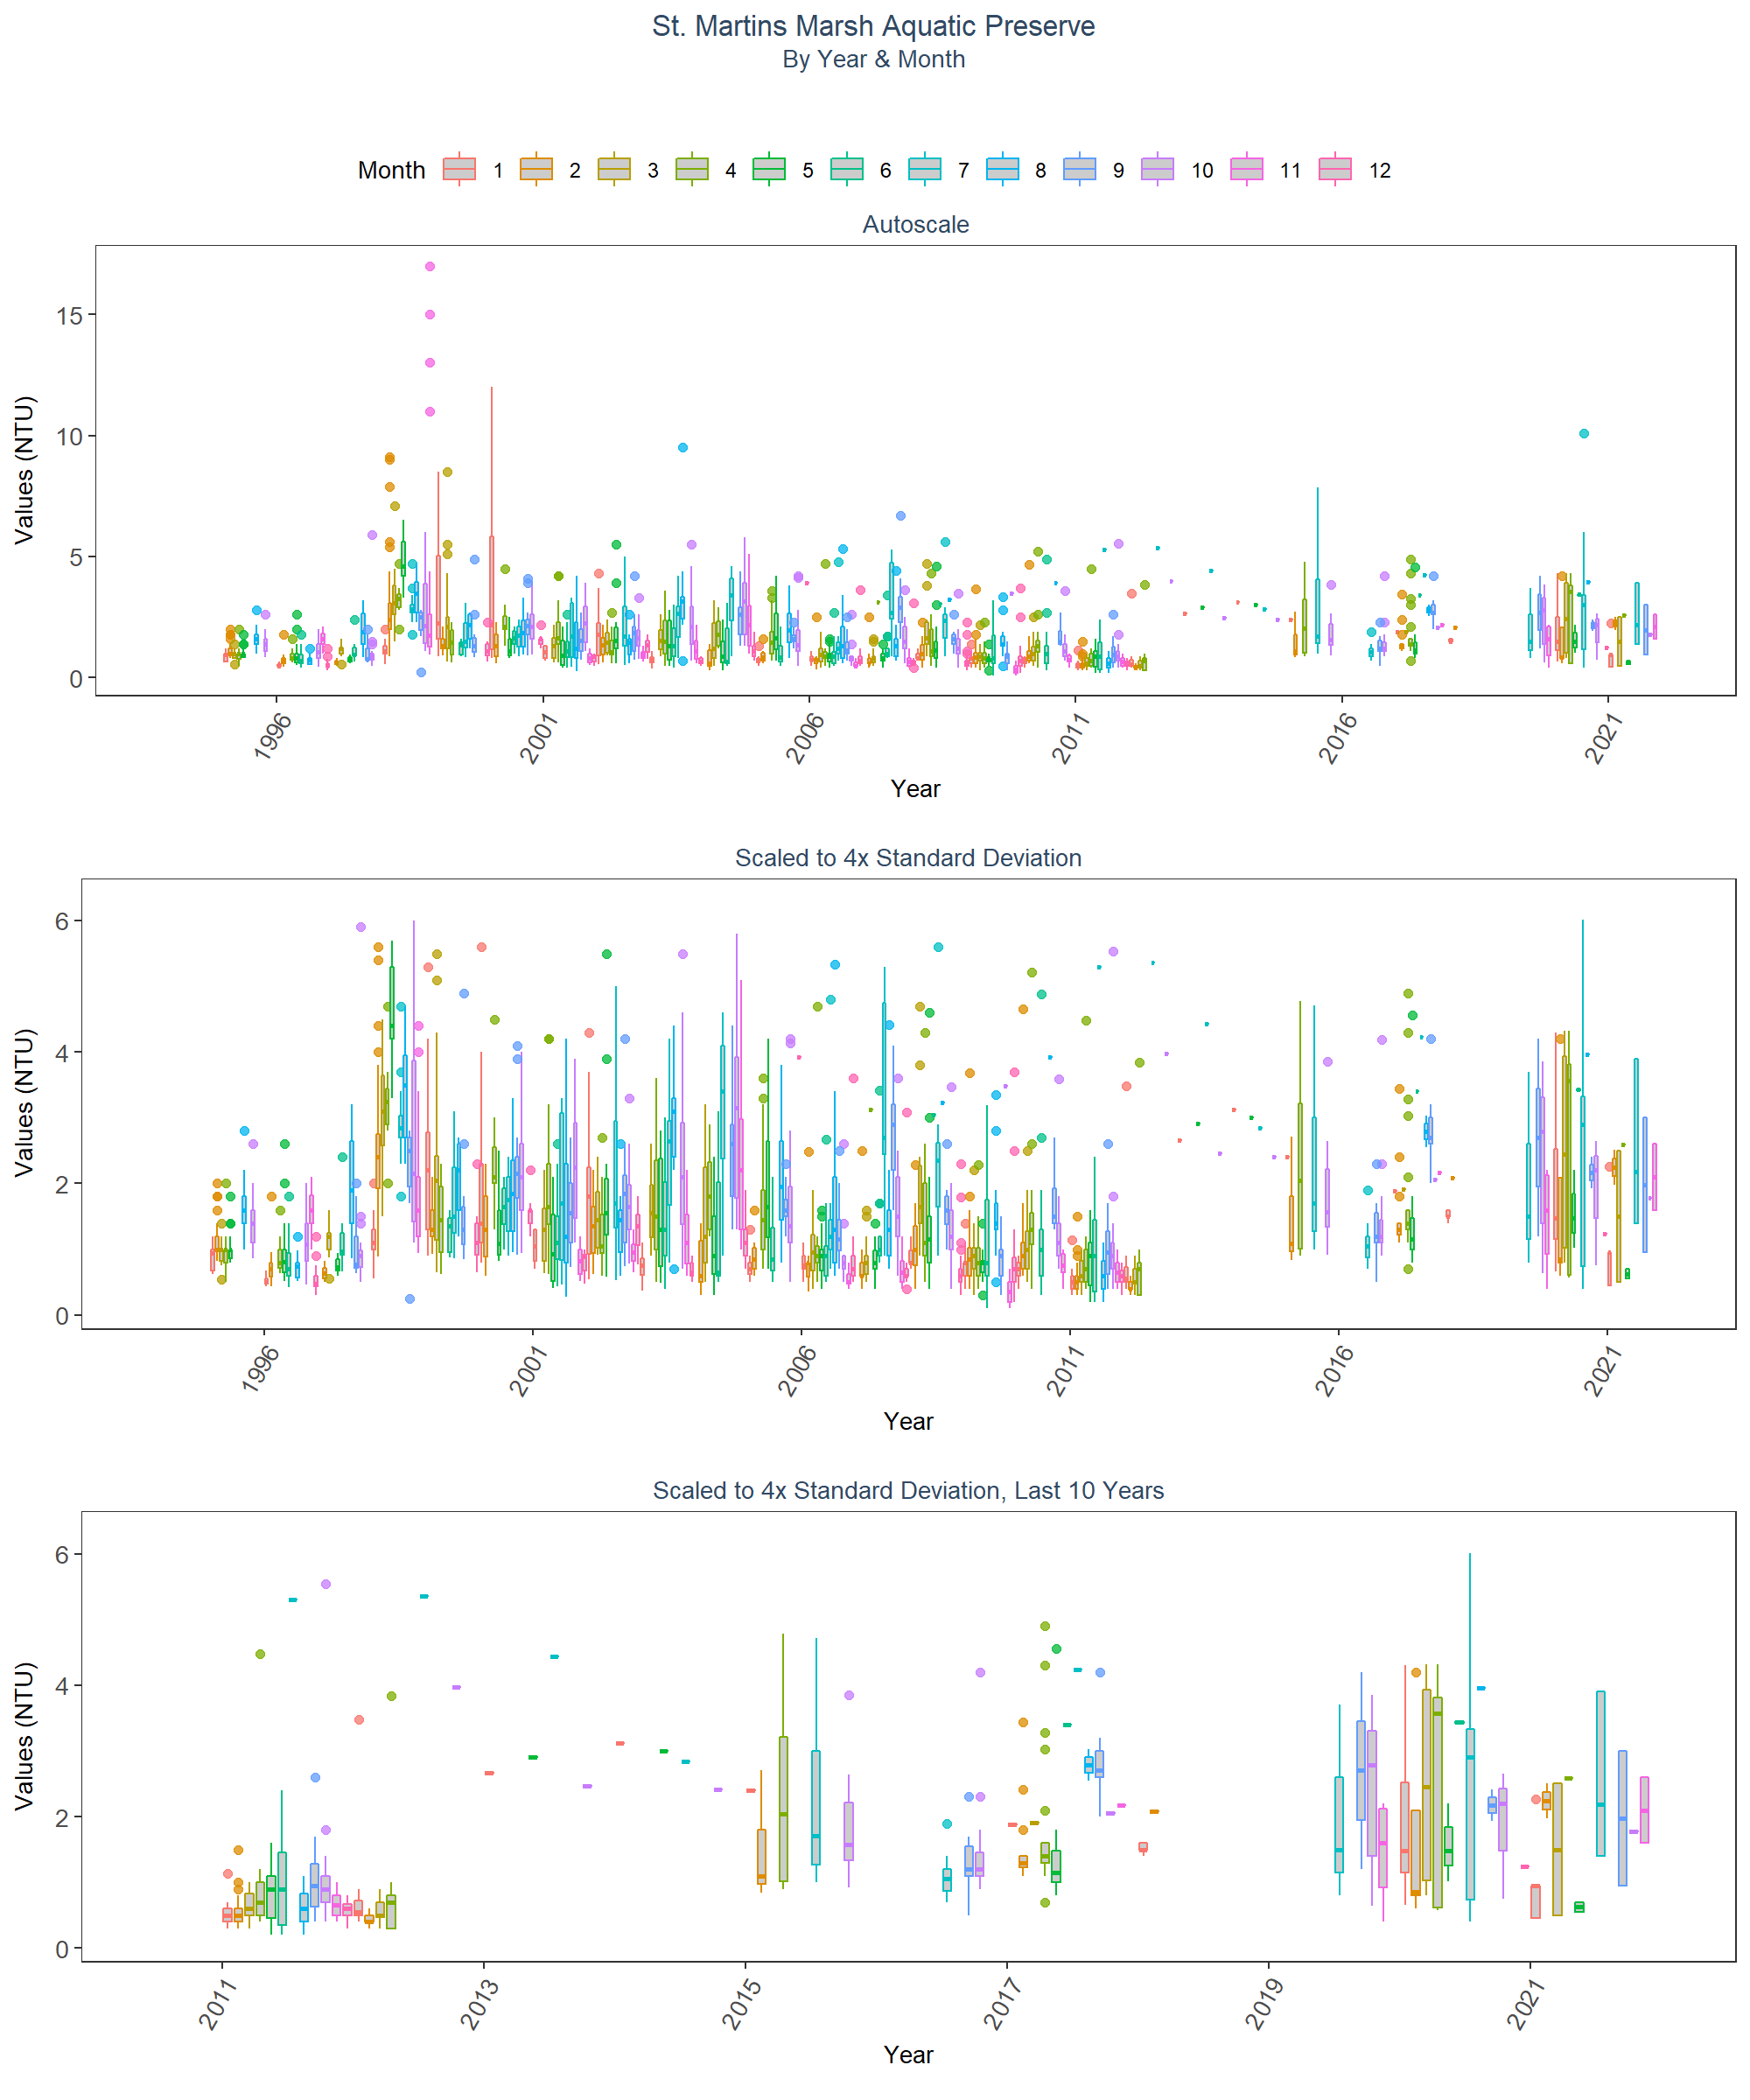 St. Martins Marsh Aquatic Preserve
By Year & Month
Month 1 2 3 4 5 6 7 8 9 10 11 12
Autoscale
Values (NTU)
15
10
5
0
1996 2001 2006 2011 2016 2021
Year
Scaled to 4x Standard Deviation
Values (NTU)
6
4
2
0
1996 2001 2006 2011 2016 2021
Year
Scaled to 4x Standard Deviation, Last 10 Years
Values (NTU)
6
4
2
0
2011 2013 2015 2017 2019 2021
Year